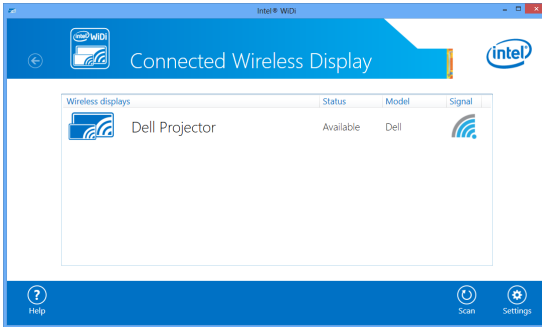 Intel® WiDi
intel WiDi
Connected Wireless Display
intel
Wireless displays Status Model Signal
Dell Projector Available Dell
Help Scan Settings